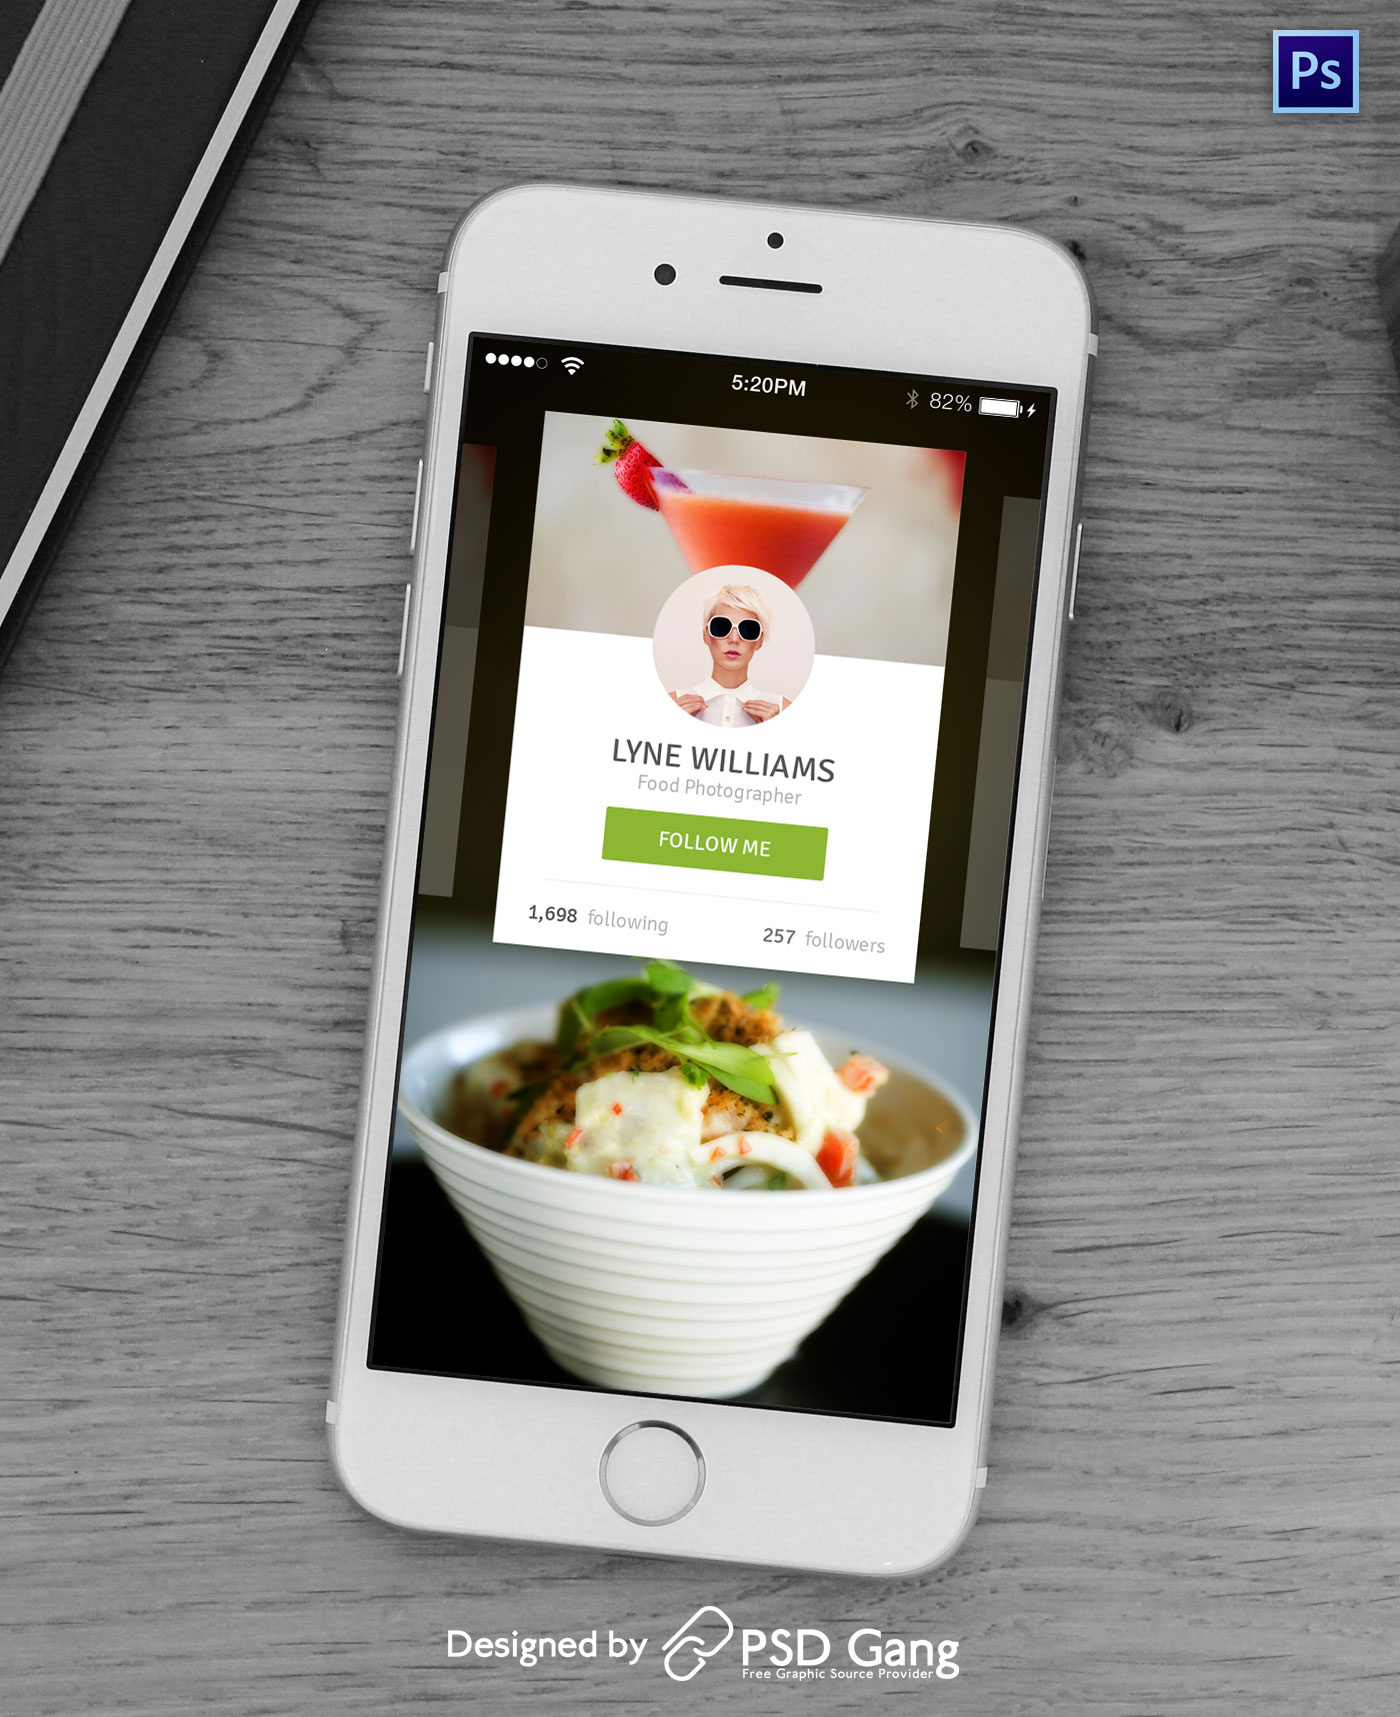 Ps
5:20PM
82%
LYNE WILLIAMS
Food Photographer
FOLLOW ME
1,698 following
257 followers
Designed by PSD Gang
Free Graphic Source Provider